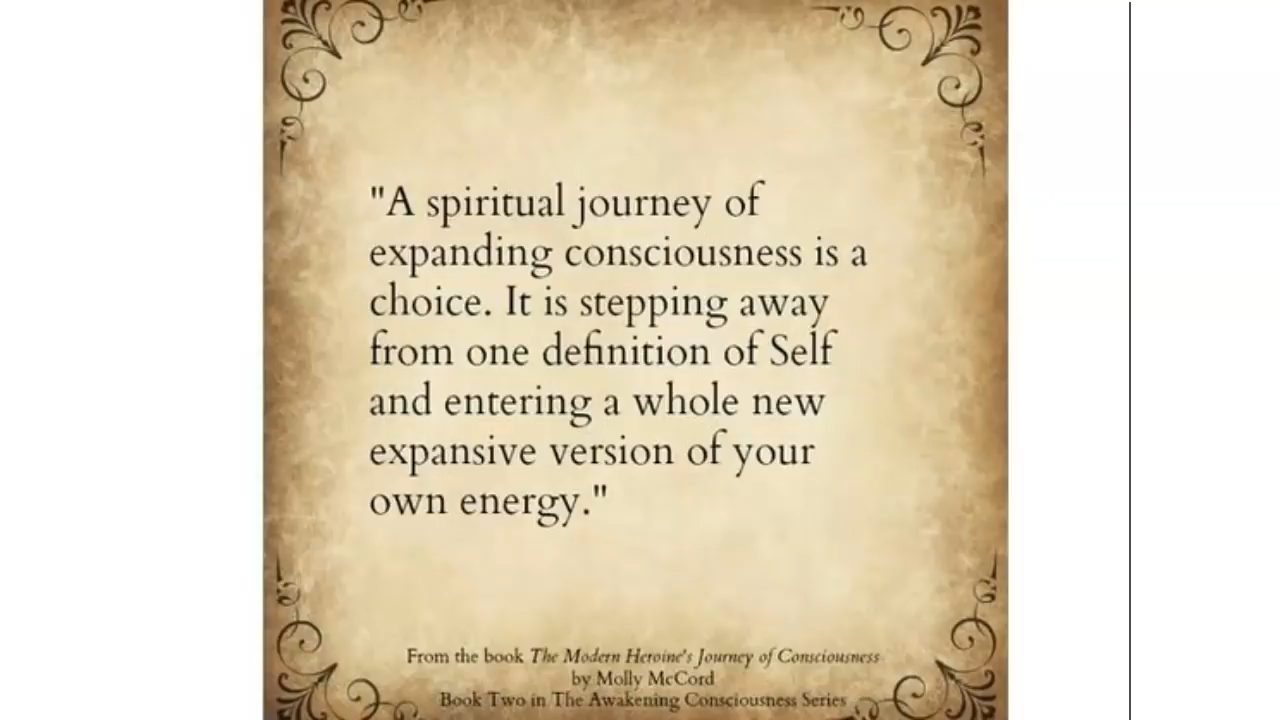 "A spiritual journey of
expanding consciousness is a
choice. It is stepping away
from one definition of Self
and entering a whole new
expansive version of your
own energy."
From the book The Modern Heroine's Journey of Consciousness
by Molly McCord
Book Two in The Awakening Consciousness Series